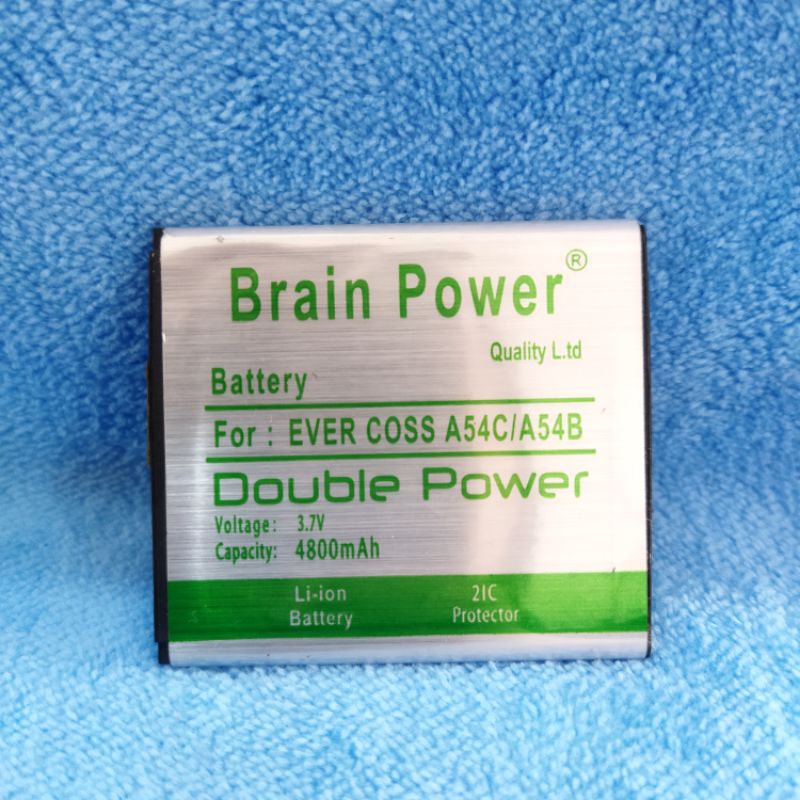 Brain Power®
Quality L.td
Battery
For : EVER COSS A54C/A54B
Double Power
Voltage: 3.7V
Capacity: 4800mAh
Li-ion Battery
2IC Protector